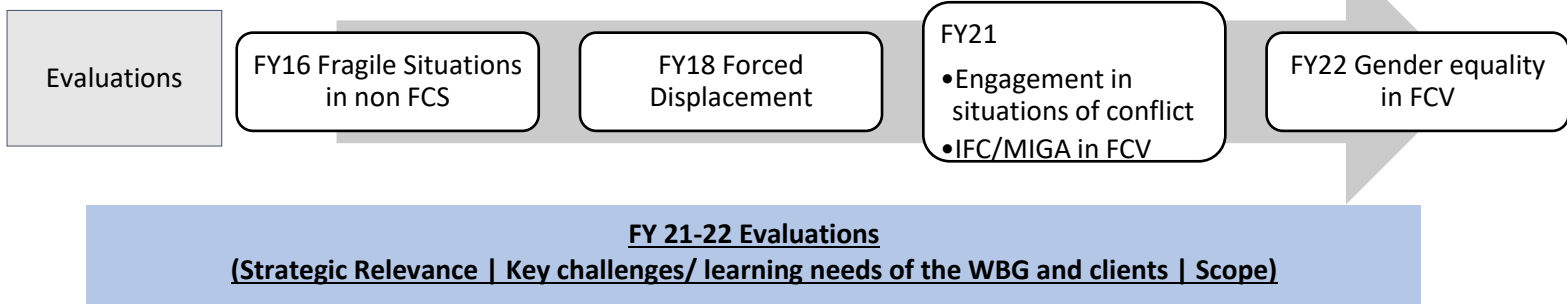 Evaluations
FY16 Fragile Situations
in non FCS
FY18 Forced
Displacement
FY21
•Engagement in
situations of conflict
•IFC/MIGA in FCV
FY22 Gender equality
in FCV
FY 21-22 Evaluations
(Strategic Relevance | Key challenges/ learning needs of the WBG and clients | Scope)